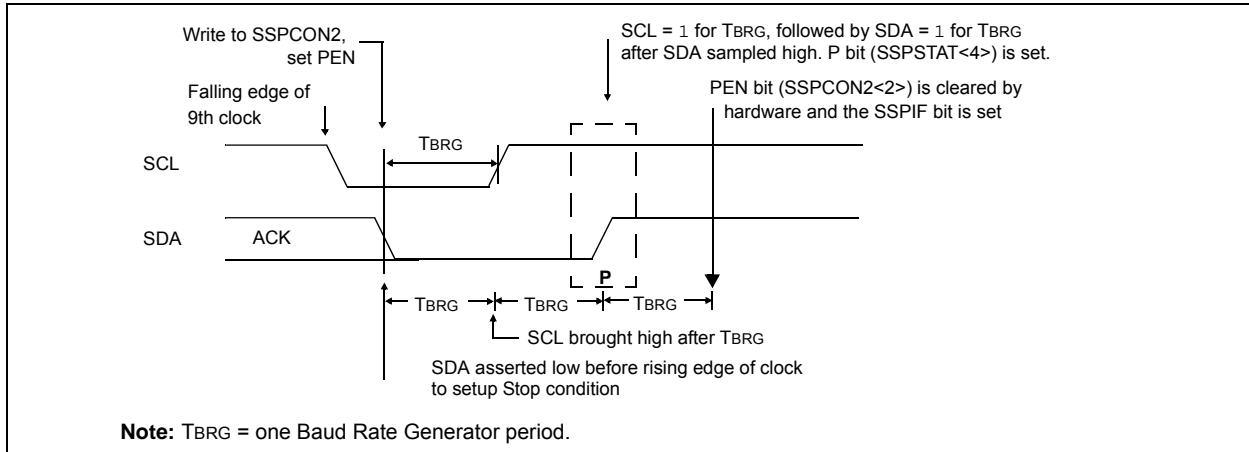 Write to SSPCON2,
set PEN
SCL = 1 for TBRG, followed by SDA = 1 for TBRG
after SDA sampled high. P bit (SSPSTAT<4>) is set.
Falling edge of
9th clock
PEN bit (SSPCON2<2>) is cleared by
hardware and the SSPIF bit is set
TBRG
SCL
SDA
ACK
P
TBRG
TBRG
TBRG
SCL brought high after TBRG
SDA asserted low before rising edge of clock
to setup Stop condition
Note: TBRG = one Baud Rate Generator period.